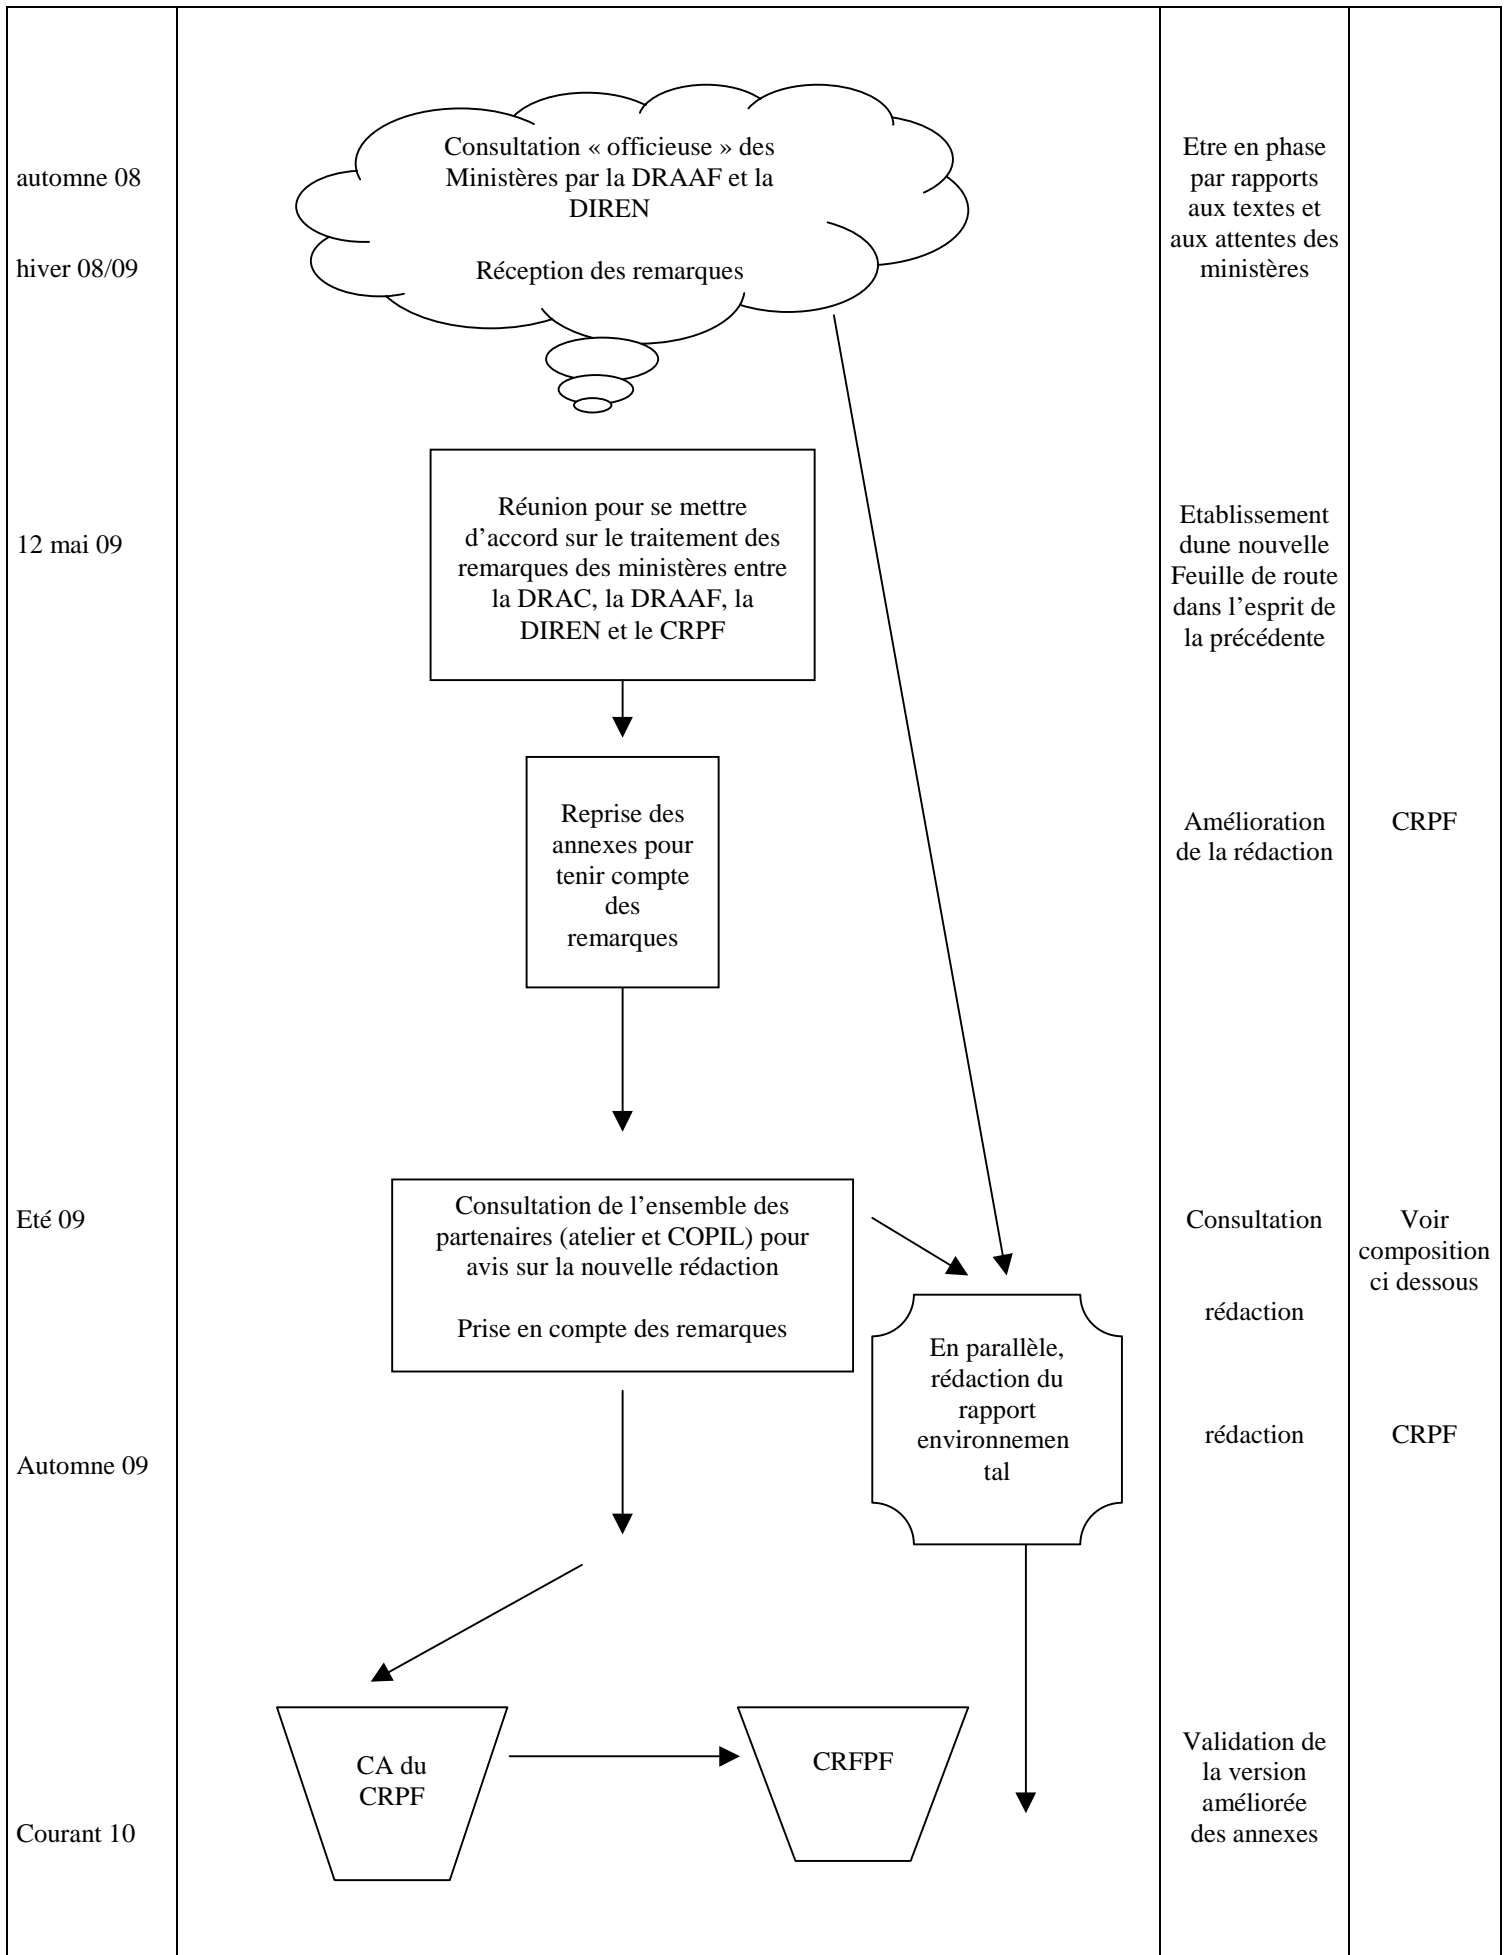 automne 08
hiver 08/09
Consultation « officieuse » des
Ministères par la DRAAF et la
DIREN
Réception des remarques
Etre en phase
par rapports
aux textes et
aux attentes des
ministères
12 mai 09
Réunion pour se mettre
d’accord sur le traitement des
remarques des ministères entre
la DRAC, la DRAAF, la
DIREN et le CRPF
Etablissement
dune nouvelle
Feuille de route
dans l’esprit de
la précédente
Reprise des
annexes pour
tenir compte
des
remarques
Amélioration
de la rédaction
CRPF
Eté 09
Consultation de l’ensemble des
partenaires (atelier et COPIL) pour
avis sur la nouvelle rédaction
Prise en compte des remarques
Consultation
rédaction
Voir
composition
ci dessous
Automne 09
En parallèle,
rédaction du
rapport
environnemen
tal
rédaction
CRPF
Courant 10
CA du
CRPF
CRFPF
Validation de
la version
améliorée
des annexes